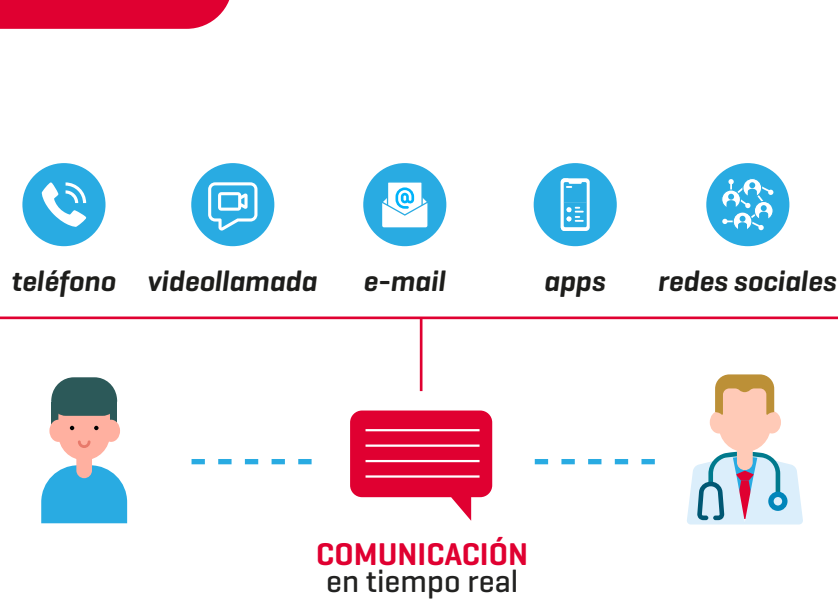 teléfono
videollamada
e-mail
apps
redes sociales
COMUNICACIÓN
en tiempo real